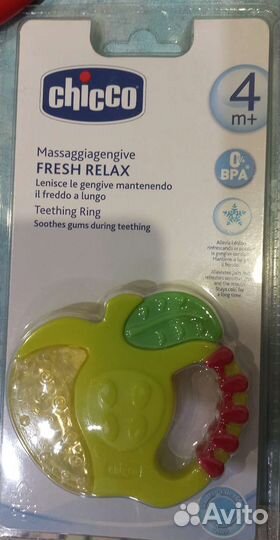 chicco
4
m+
Massaggiagengive
FRESH RELAX
Lenisce le gengive mantenendo
il freddo a lungo
Teething Ring
Soothes gums during teething
0%
BPA
chicco
Avito